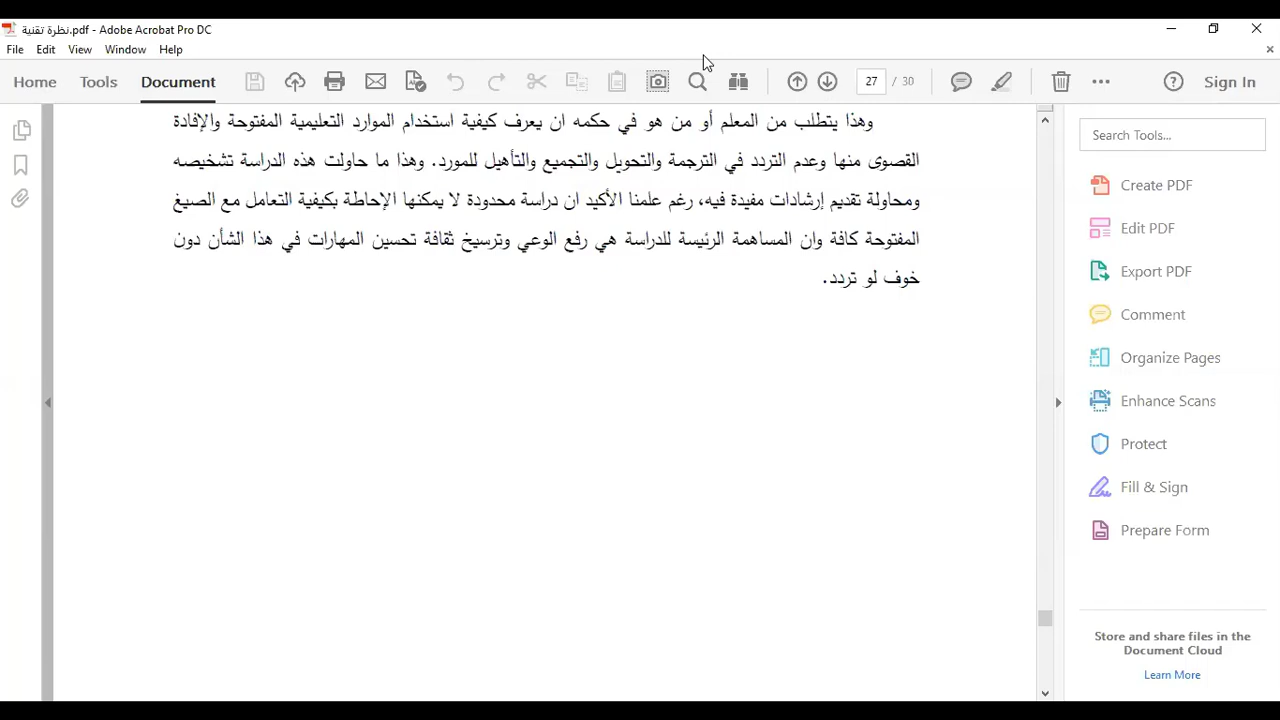 نظرة تقنية.pdf - Adobe Acrobat Pro DC
File Edit View Window Help
Home Tools Document 27 / 30 Sign In
وهذا يتطلب من المعلم أو من هو في حكمه ان يعرف كيفية استخدام الموارد التعليمية المفتوحة والإفادة
القصوى منها وعدم التردد في الترجمة والتحويل والتجميع والتأهيل للمورد. وهذا ما حاولت هذه الدراسة تشخيصه
ومحاولة تقديم إرشادات مفيدة فيه، رغم علمنا الأكيد ان دراسة محدودة لا يمكنها الإحاطة بكيفية التعامل مع الصيغ
المفتوحة كافة وان المساهمة الرئيسة للدراسة هي رفع الوعي وترسيخ ثقافة تحسين المهارات في هذا الشأن دون
خوف لو تردد.
Search Tools...
Create PDF
Edit PDF
Export PDF
Comment
Organize Pages
Enhance Scans
Protect
Fill & Sign
Prepare Form
Store and share files in the
Document Cloud
Learn More